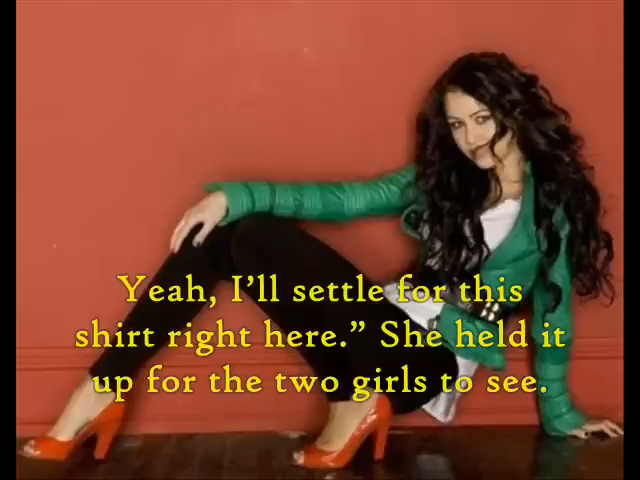 Yeah, I’ll settle for this
shirt right here.” She held it
up for the two girls to see.